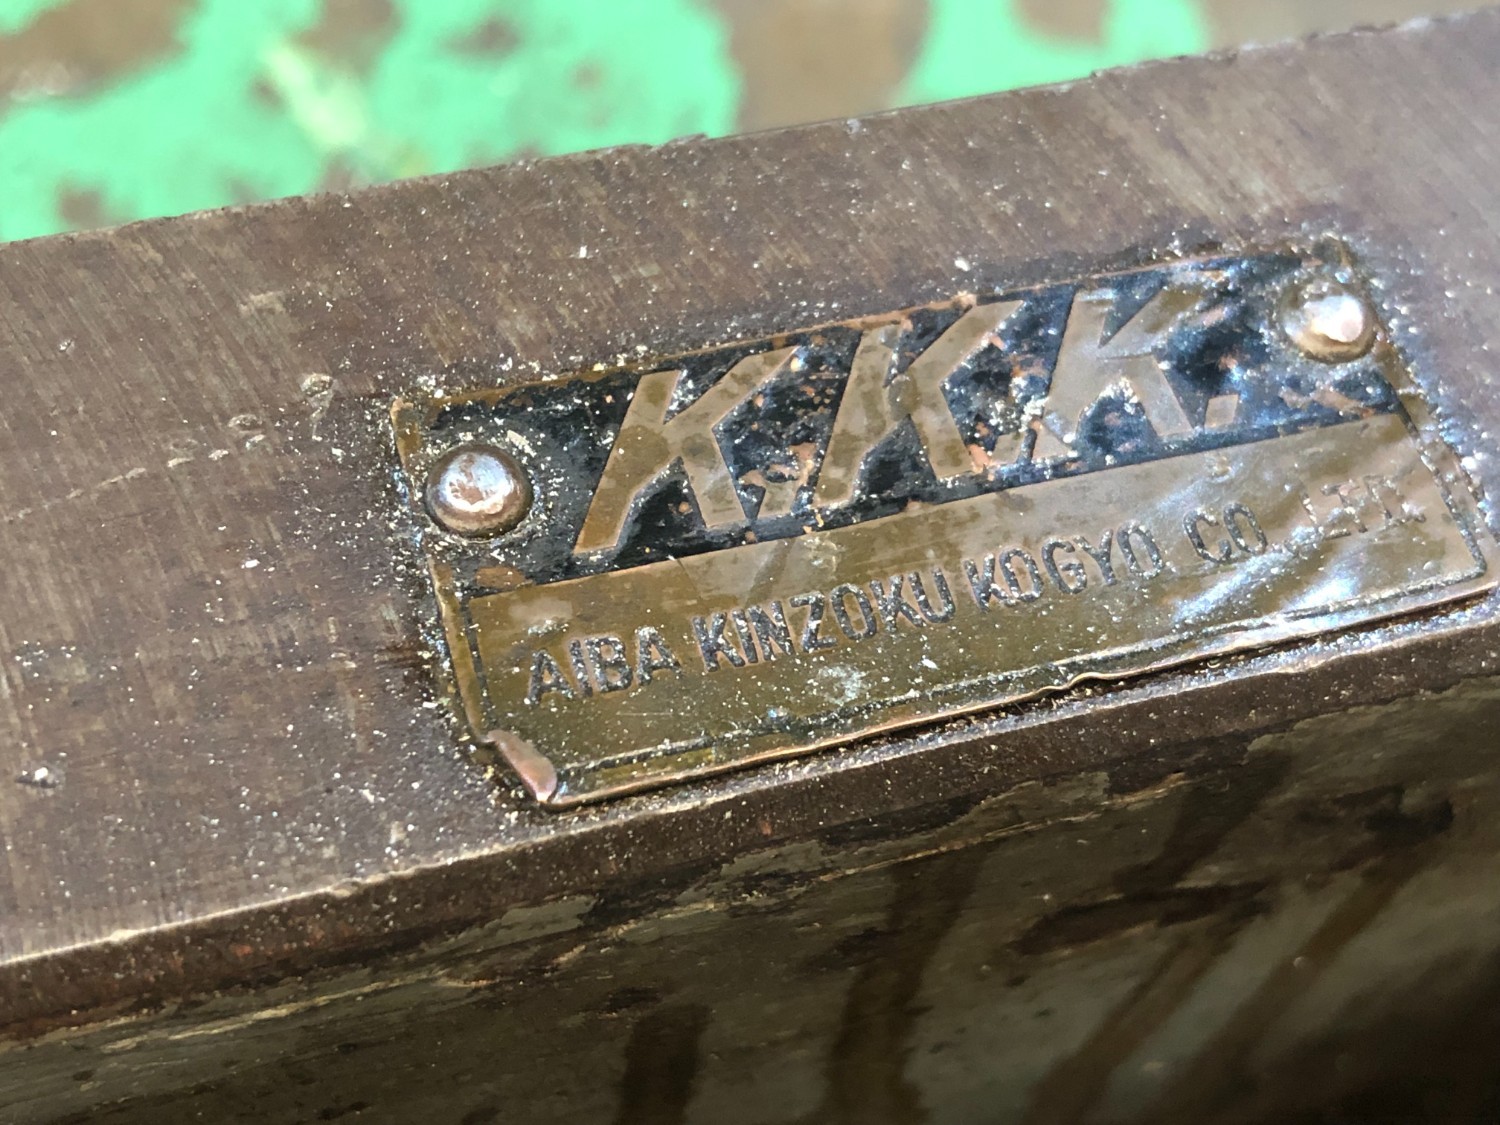 K.K.K.
AIBA KINZOKU KOGYO CO., LTD.